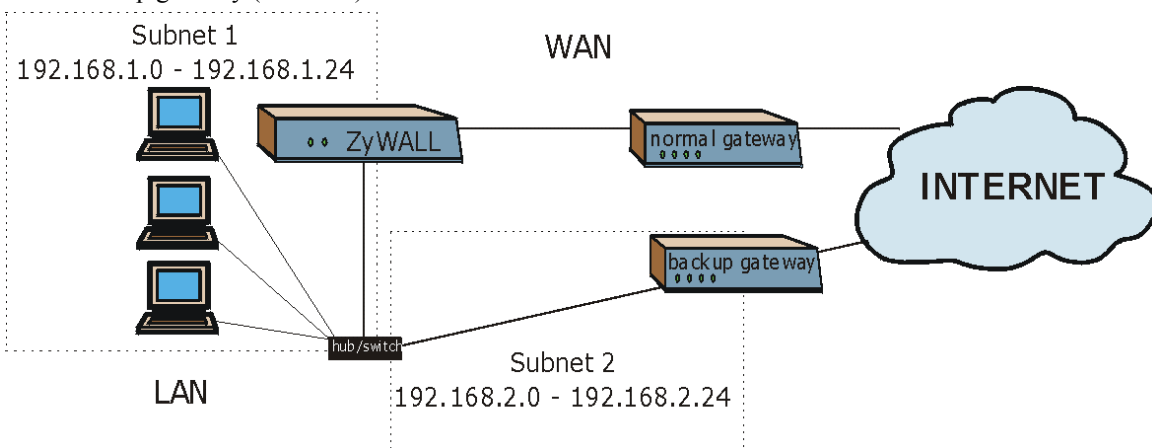 Subnet 1
192.168.1.0 - 192.168.1.24
WAN
ZyWALL
normal gateway
INTERNET
backup gateway
hub/switch
Subnet 2
192.168.2.0 - 192.168.2.24
LAN